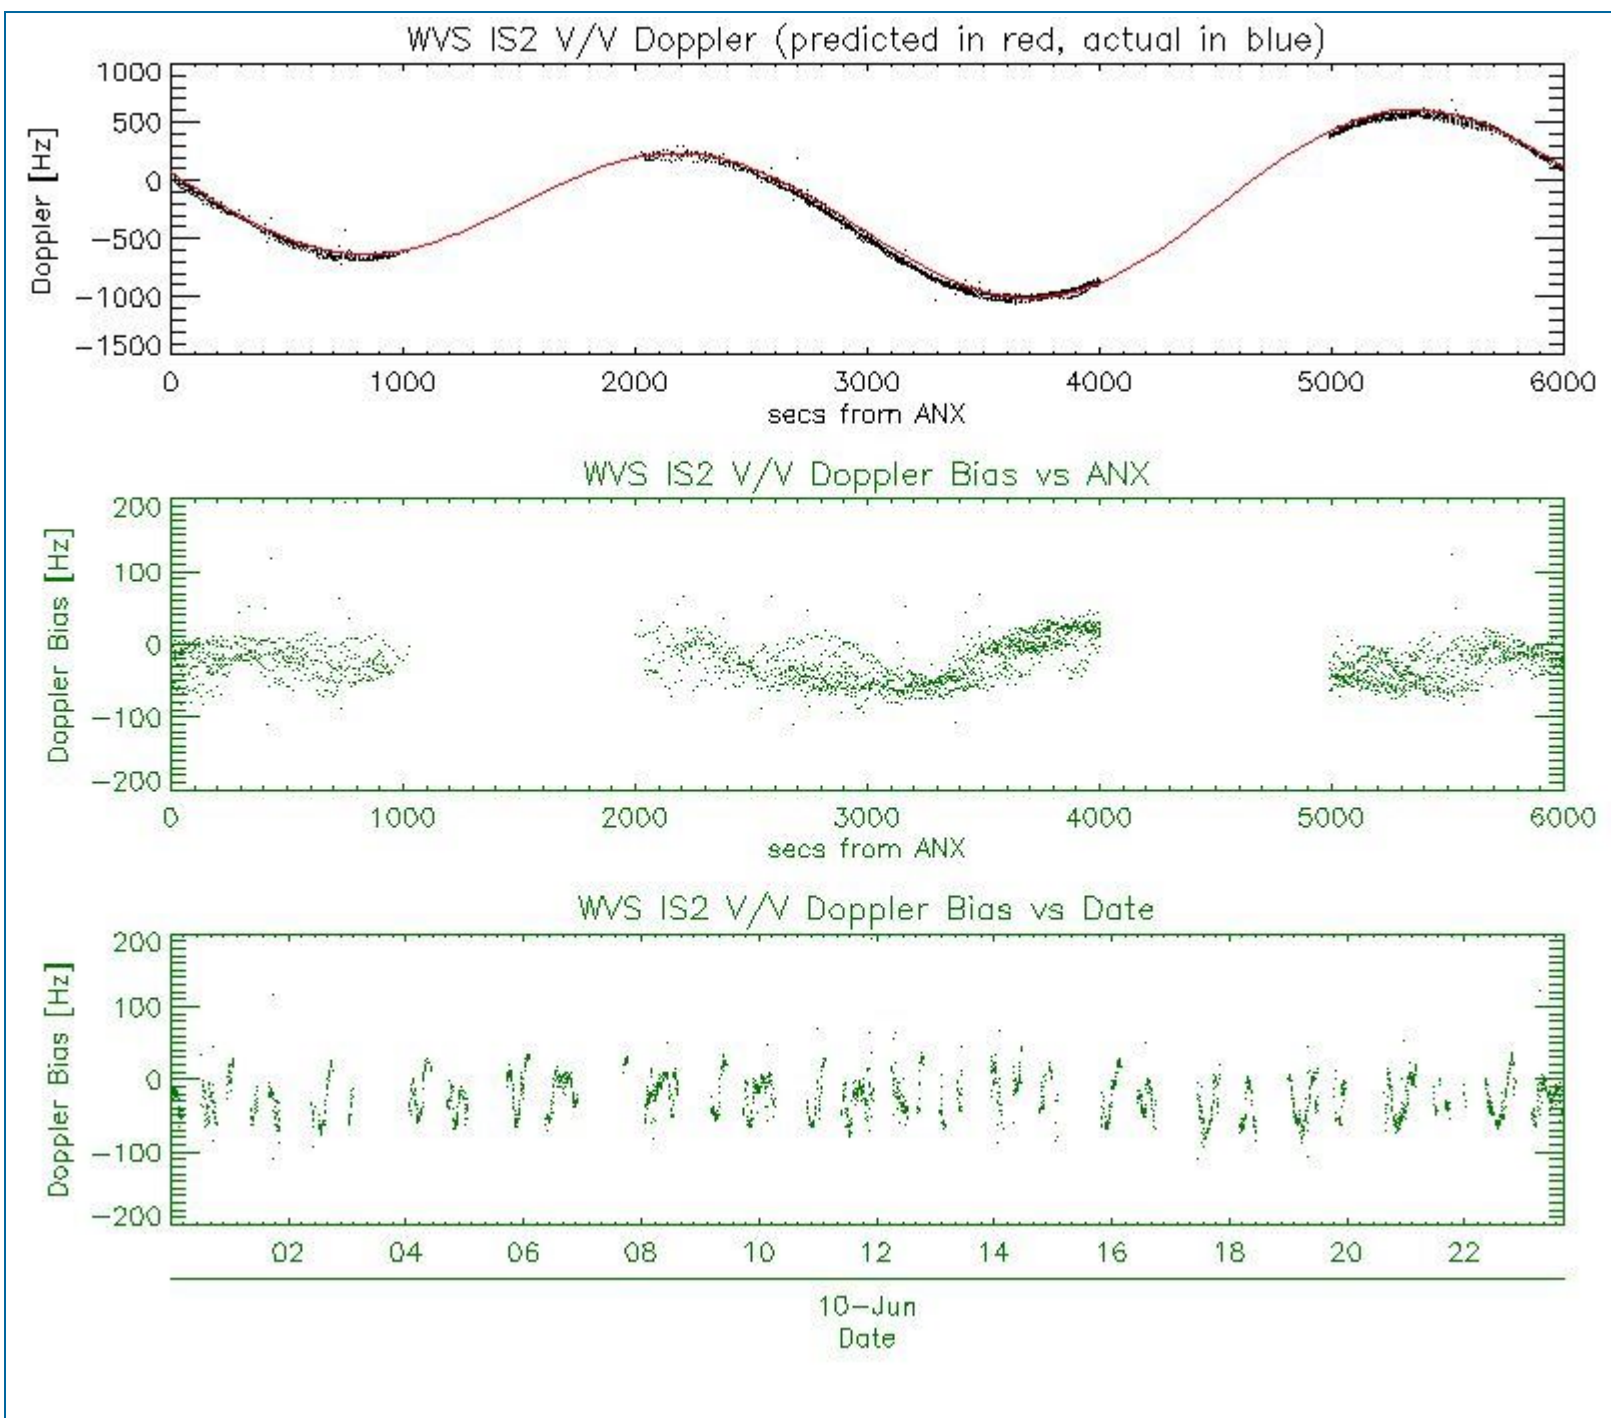 WVS IS2 V/V Doppler (predicted in red, actual in blue)
Doppler [Hz]
1000
500
0
−500
−1000
−1500
0 1000 2000 3000 4000 5000 6000
secs from ANX
WVS IS2 V/V Doppler Bias vs ANX
Doppler Bias [Hz]
200
100
0
−100
−200
0 1000 2000 3000 4000 5000 6000
secs from ANX
WVS IS2 V/V Doppler Bias vs Date
Doppler Bias [Hz]
200
100
0
−100
−200
02 04 06 08 10 12 14 16 18 20 22
10−Jun
Date